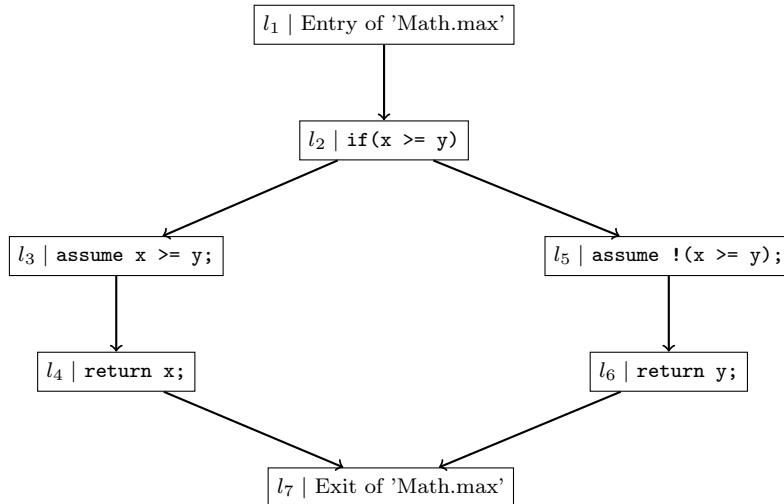 l₁ | Entry of 'Math.max'
l₂ | if(x >= y)
l₃ | assume x >= y;
l₅ | assume !(x >= y);
l₄ | return x;
l₆ | return y;
l₇ | Exit of 'Math.max'